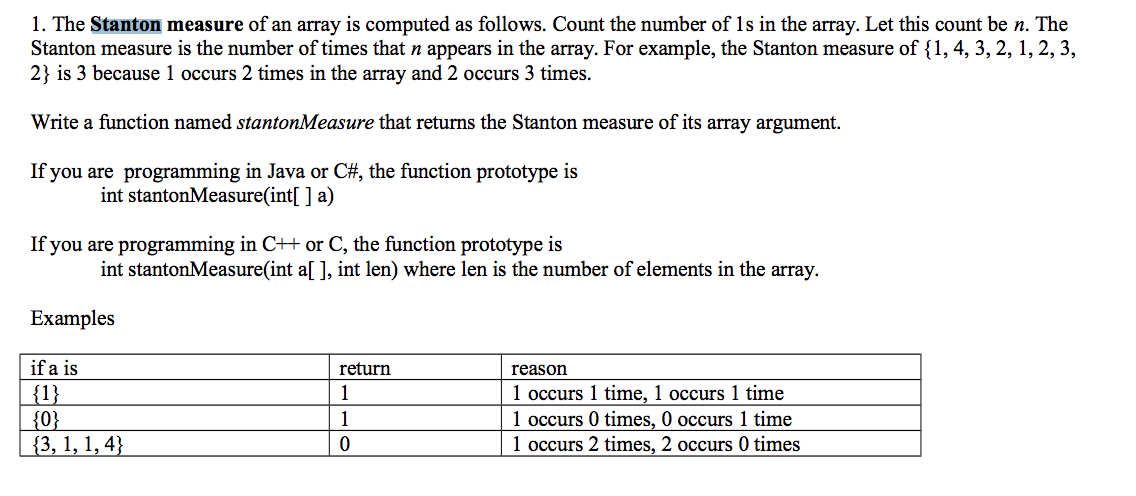 1. The Stanton measure of an array is computed as follows. Count the number of 1s in the array. Let this count be n. The
Stanton measure is the number of times that n appears in the array. For example, the Stanton measure of {1, 4, 3, 2, 1, 2, 3,
2} is 3 because 1 occurs 2 times in the array and 2 occurs 3 times.
Write a function named stantonMeasure that returns the Stanton measure of its array argument.
If you are  programming in Java or C#, the function prototype is
int stantonMeasure(int[ ] a)
If you are programming in C++ or C, the function prototype is
int stantonMeasure(int a[ ], int len) where len is the number of elements in the array.
Examples
if a is return reason
{1} 1 1 occurs 1 time, 1 occurs 1 time
{0} 1 1 occurs 0 times, 0 occurs 1 time
{3, 1, 1, 4} 0 1 occurs 2 times, 2 occurs 0 times